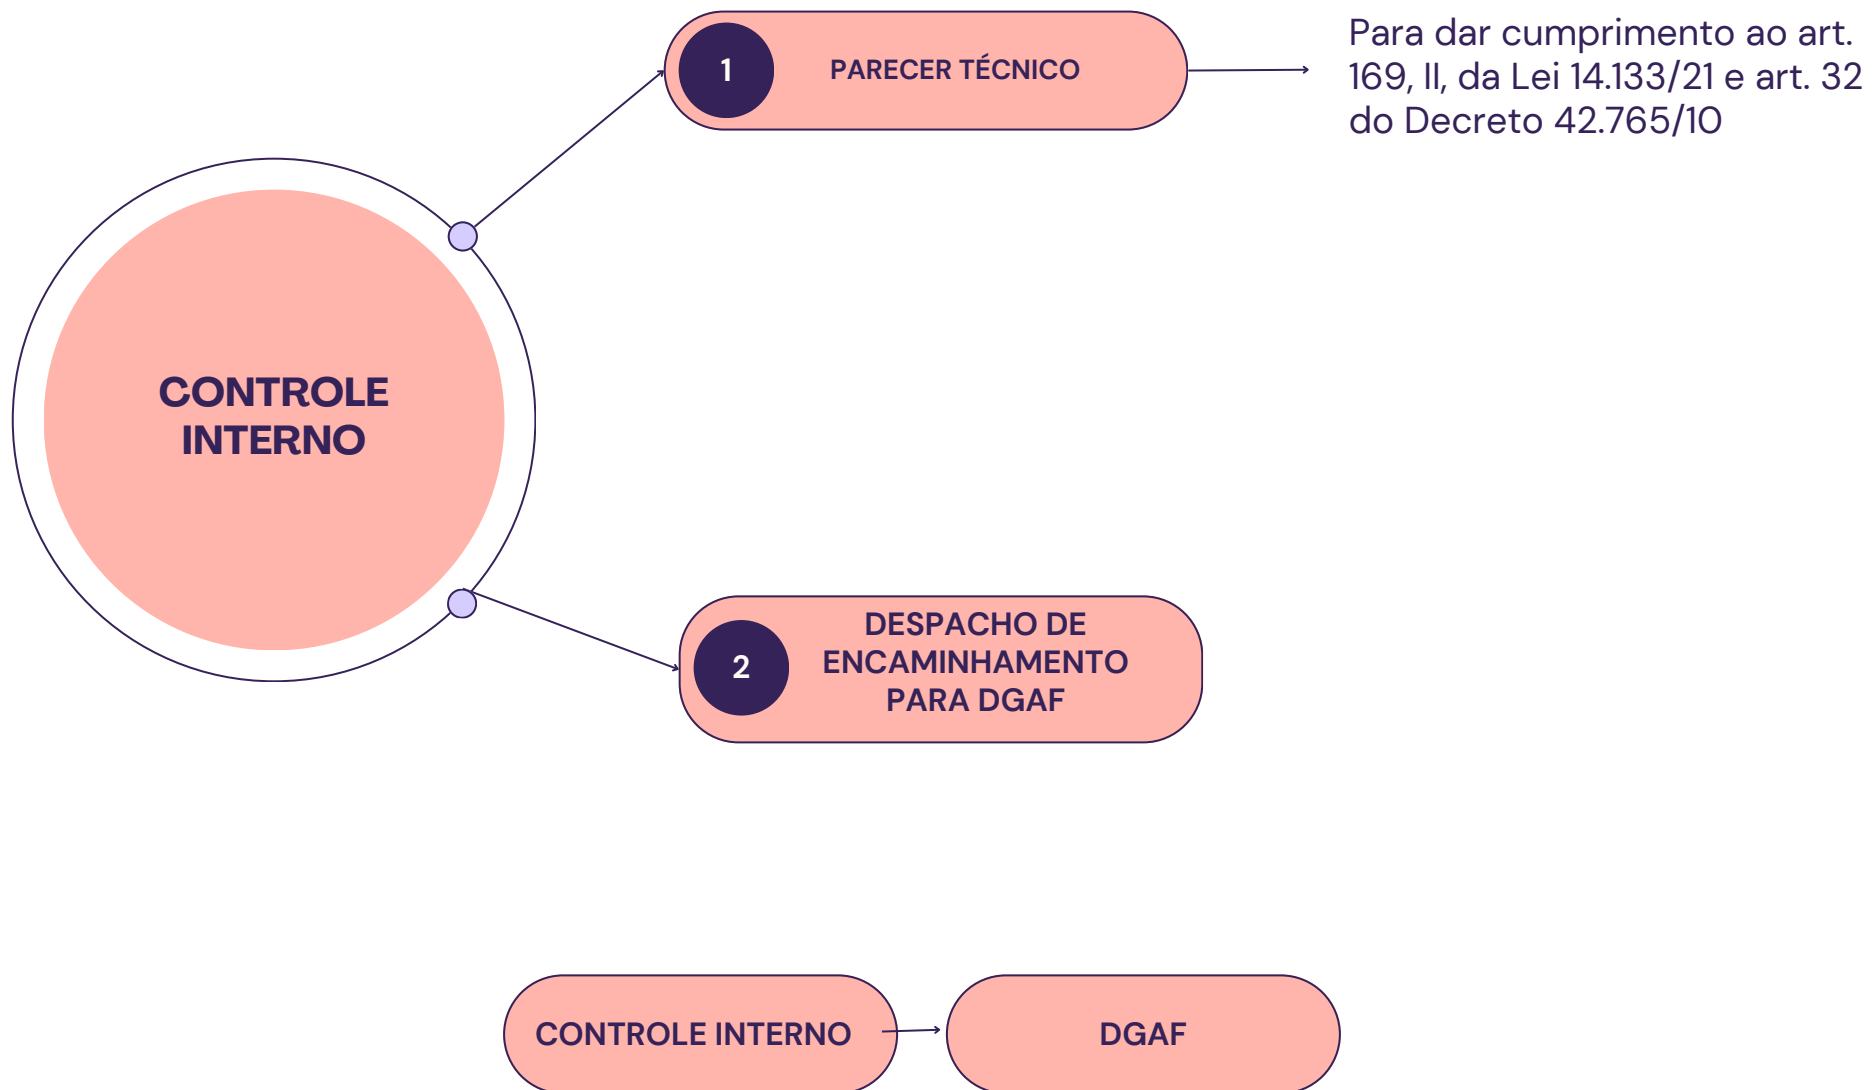 1
PARECER TÉCNICO
Para dar cumprimento ao art.
169, II, da Lei 14.133/21 e art. 32
do Decreto 42.765/10
CONTROLE
INTERNO
2
DESPACHO DE
ENCAMINHAMENTO
PARA DGAF
CONTROLE INTERNO
DGAF